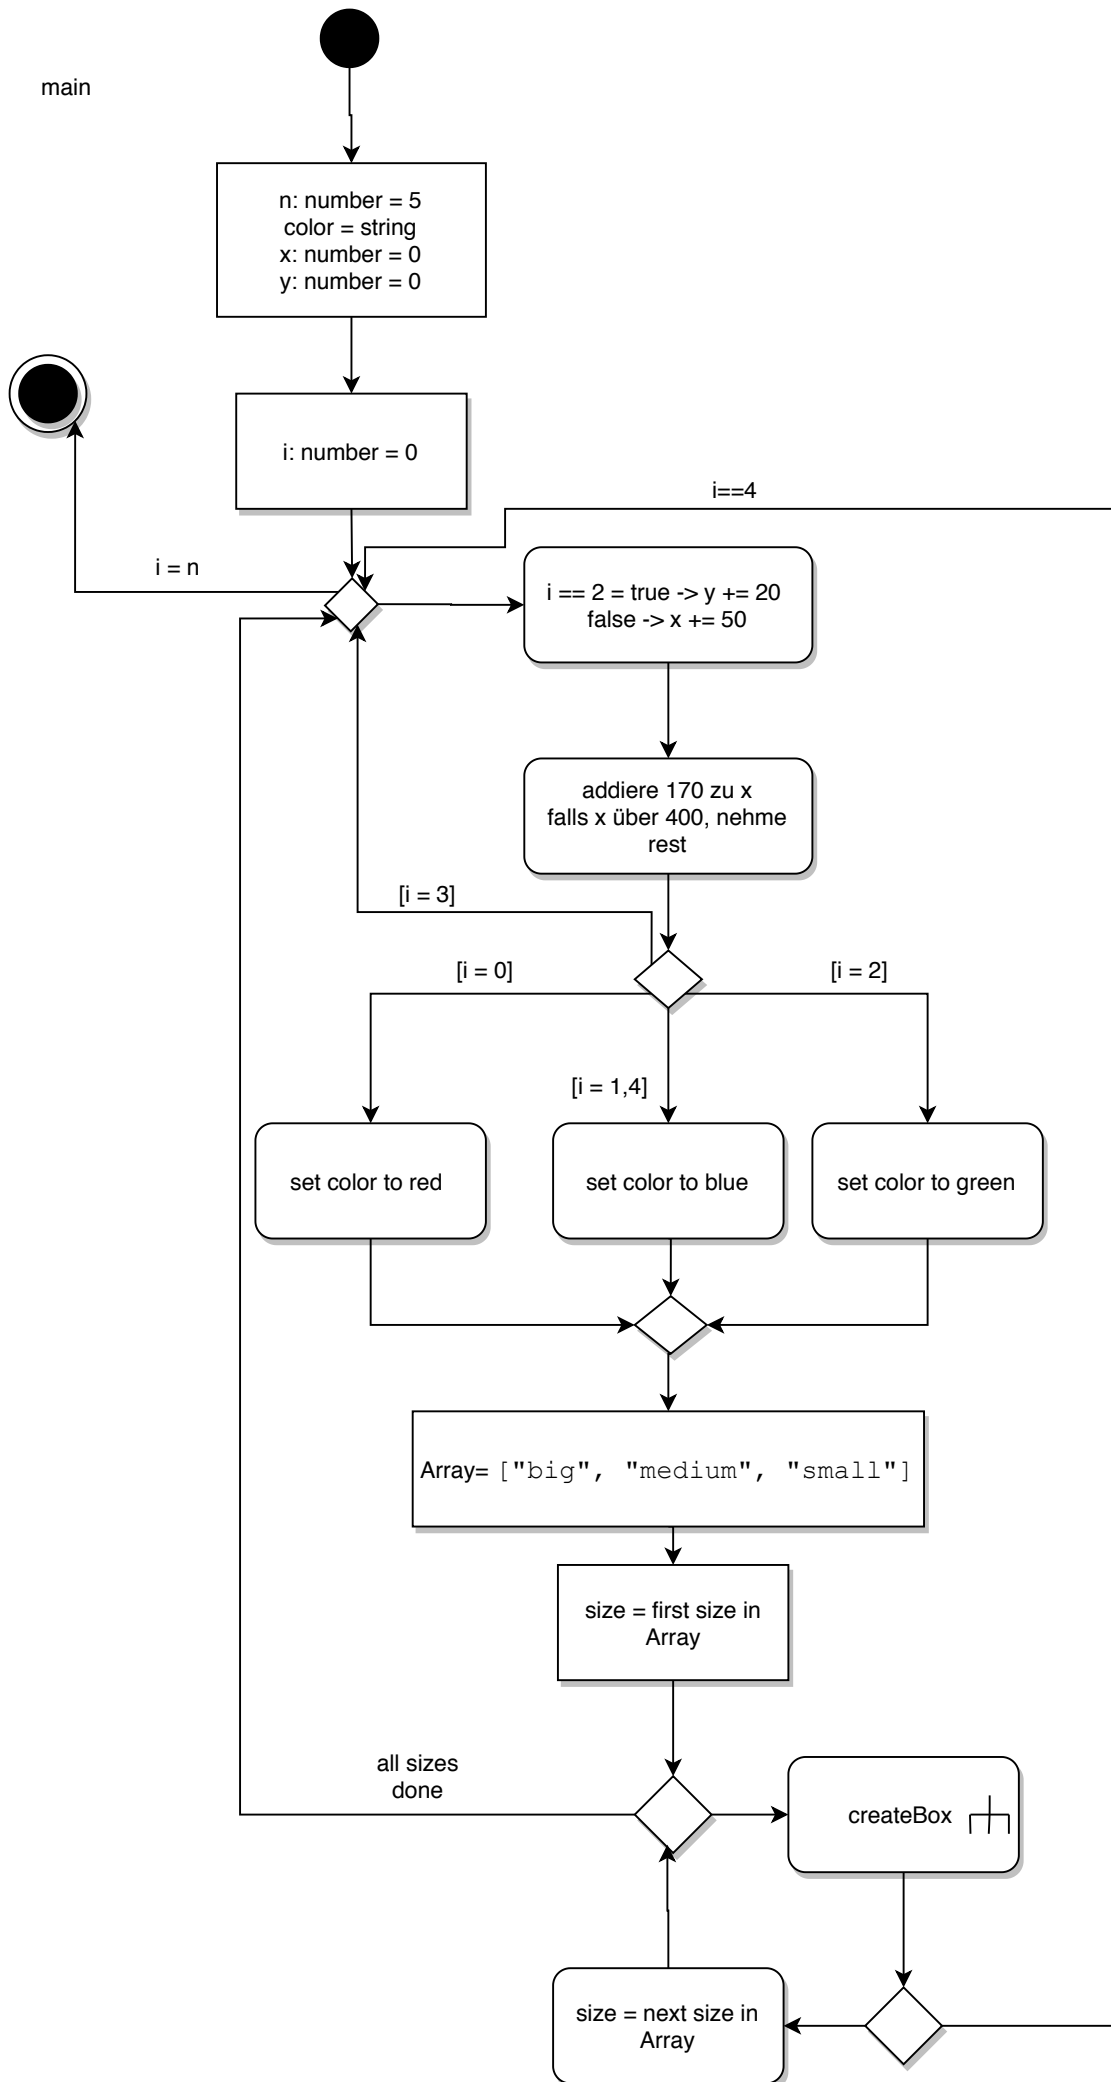 main
n: number = 5
color = string
x: number = 0
y: number = 0
i: number = 0
i==4
i = n
i == 2 = true -> y += 20
false -> x += 50
addiere 170 zu x
falls x über 400, nehme
rest
[i = 3]
[i = 0]
[i = 2]
[i = 1,4]
set color to red
set color to blue
set color to green
Array= ["big", "medium", "small"]
size = first size in
Array
all sizes
done
createBox
size = next size in
Array